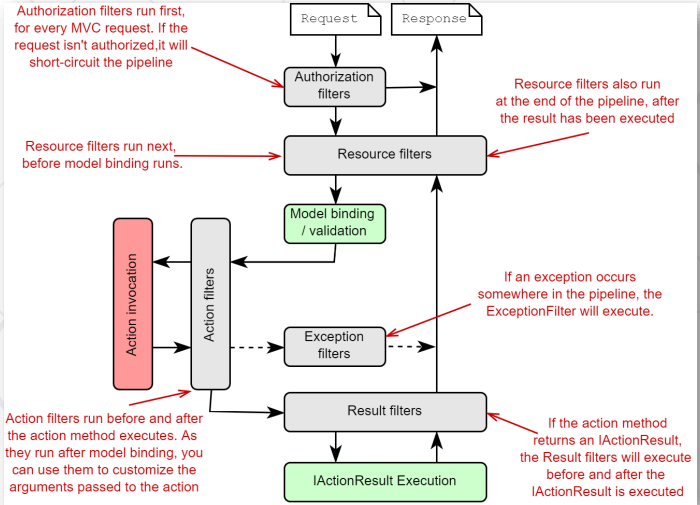 Authorization filters run first,
for every MVC request. If the
request isn't authorized,it will
short-circuit the pipeline
Request
Response
Authorization
filters
Resource filters also run
at the end of the pipeline, after
the result has been executed
Resource filters run next,
before model binding runs.
Resource filters
Model binding
/ validation
Action invocation
Action filters
If an exception occurs
somewhere in the pipeline, the
ExceptionFilter will execute.
Exception
filters
Action filters run before and after
the action method executes. As
they run after model binding, you
can use them to customize the
arguments passed to the action
Result filters
If the action method
returns an IActionResult,
the Result filters will execute
before and after the
IActionResult is executed
IActionResult Execution